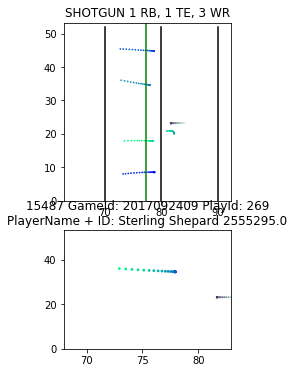 SHOTGUN 1 RB, 1 TE, 3 WR
50
40
30
20
10
0
70 80 90
15487 GameId: 2017092409 PlayId: 269
PlayerName + ID: Sterling Shepard 2555295.0
40
20
0
70 75 80